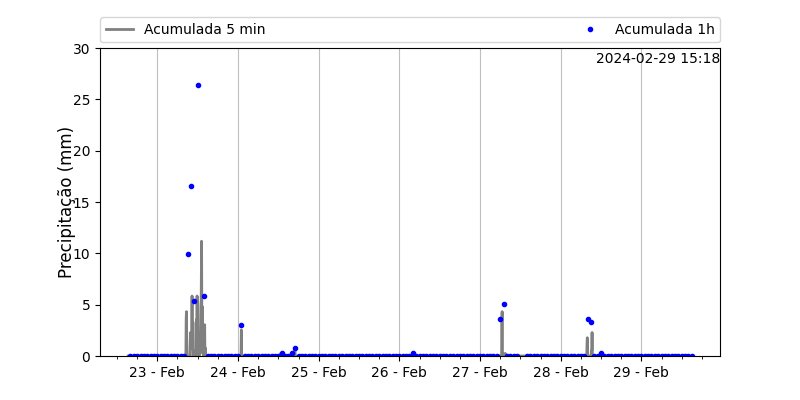 Acumulada 5 min
Acumulada 1h
2024-02-29 15:18
Precipitação (mm)
30
25
20
15
10
5
0
23 - Feb
24 - Feb
25 - Feb
26 - Feb
27 - Feb
28 - Feb
29 - Feb